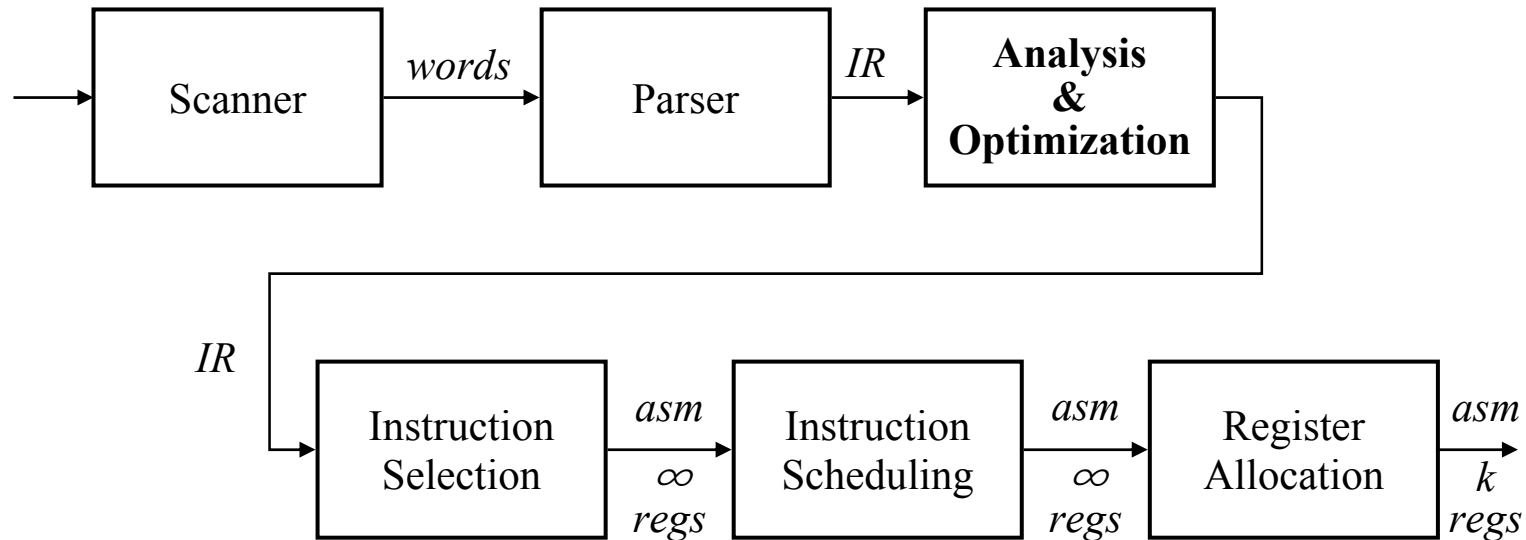 Scanner
words
Parser
IR
Analysis
&
Optimization
IR
Instruction
Selection
asm
∞
regs
Instruction
Scheduling
asm
∞
regs
Register
Allocation
asm
k
regs